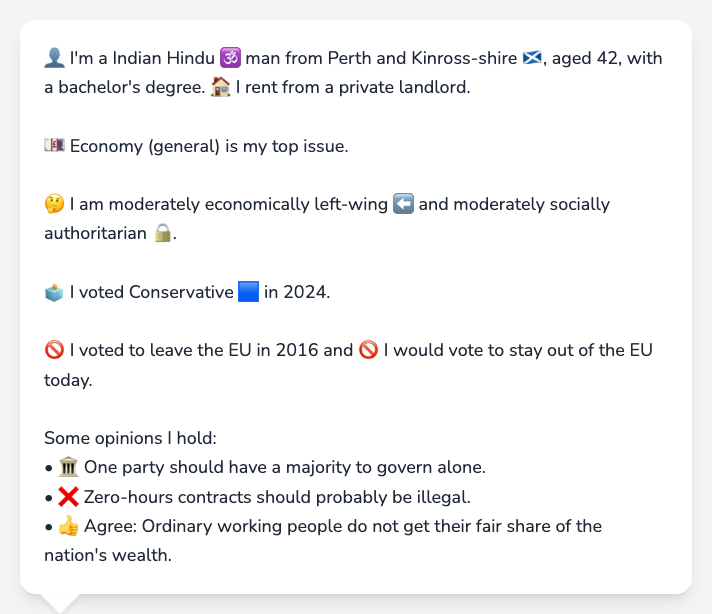 👤 I'm a Indian Hindu 🕉️ man from Perth and Kinross-shire 🏴󠁧󠁢󠁳󠁣󠁴󠁿, aged 42, with
a bachelor's degree. 🏠 I rent from a private landlord.
💷 Economy (general) is my top issue.
🤔 I am moderately economically left-wing ⬅️ and moderately socially
authoritarian 🔒.
🗳️ I voted Conservative 🟦 in 2024.
🚫 I voted to leave the EU in 2016 and 🚫 I would vote to stay out of the EU
today.
Some opinions I hold:
• 🏛️ One party should have a majority to govern alone.
• ❌ Zero-hours contracts should probably be illegal.
• 👍 Agree: Ordinary working people do not get their fair share of the
nation's wealth.